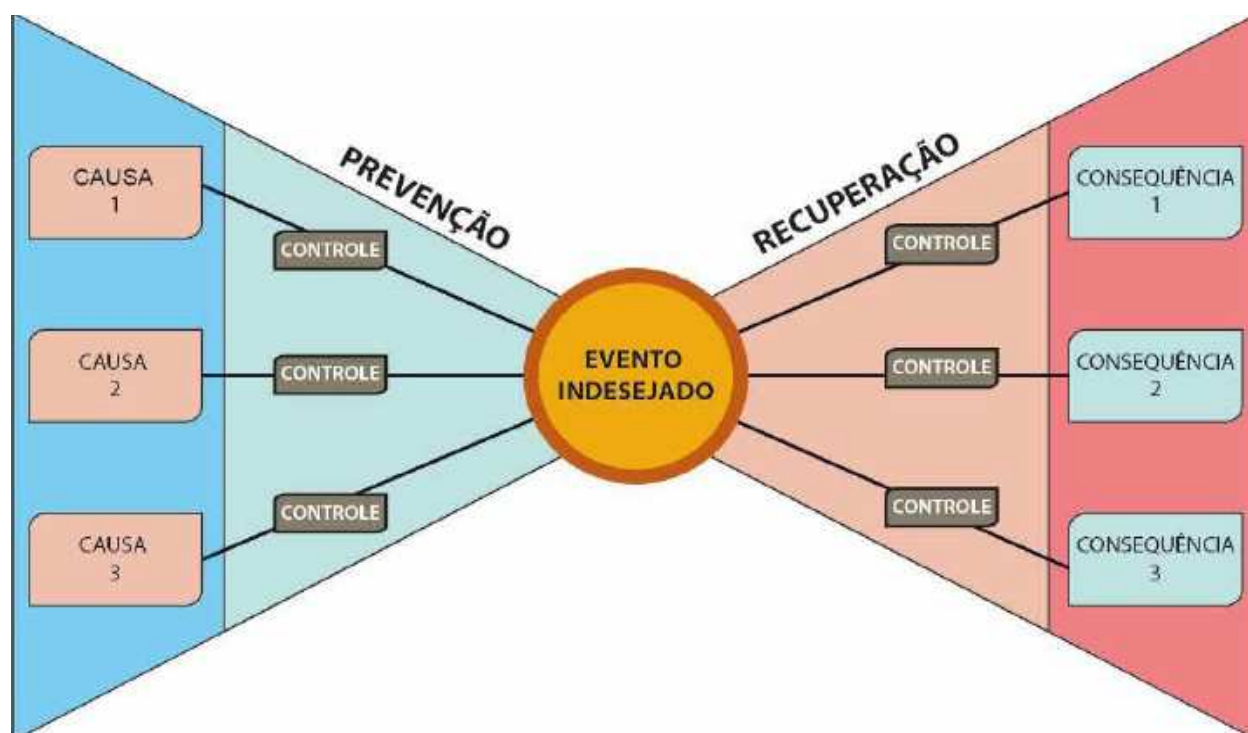 PREVENÇÃO
RECUPERAÇÃO
CAUSA
1
CONTROLE
CONTROLE
CONSEQUÊNCIA
1
CAUSA
2
CONTROLE
EVENTO
INDESEJADO
CONTROLE
CONSEQUÊNCIA
2
CAUSA
3
CONTROLE
CONTROLE
CONSEQUÊNCIA
3